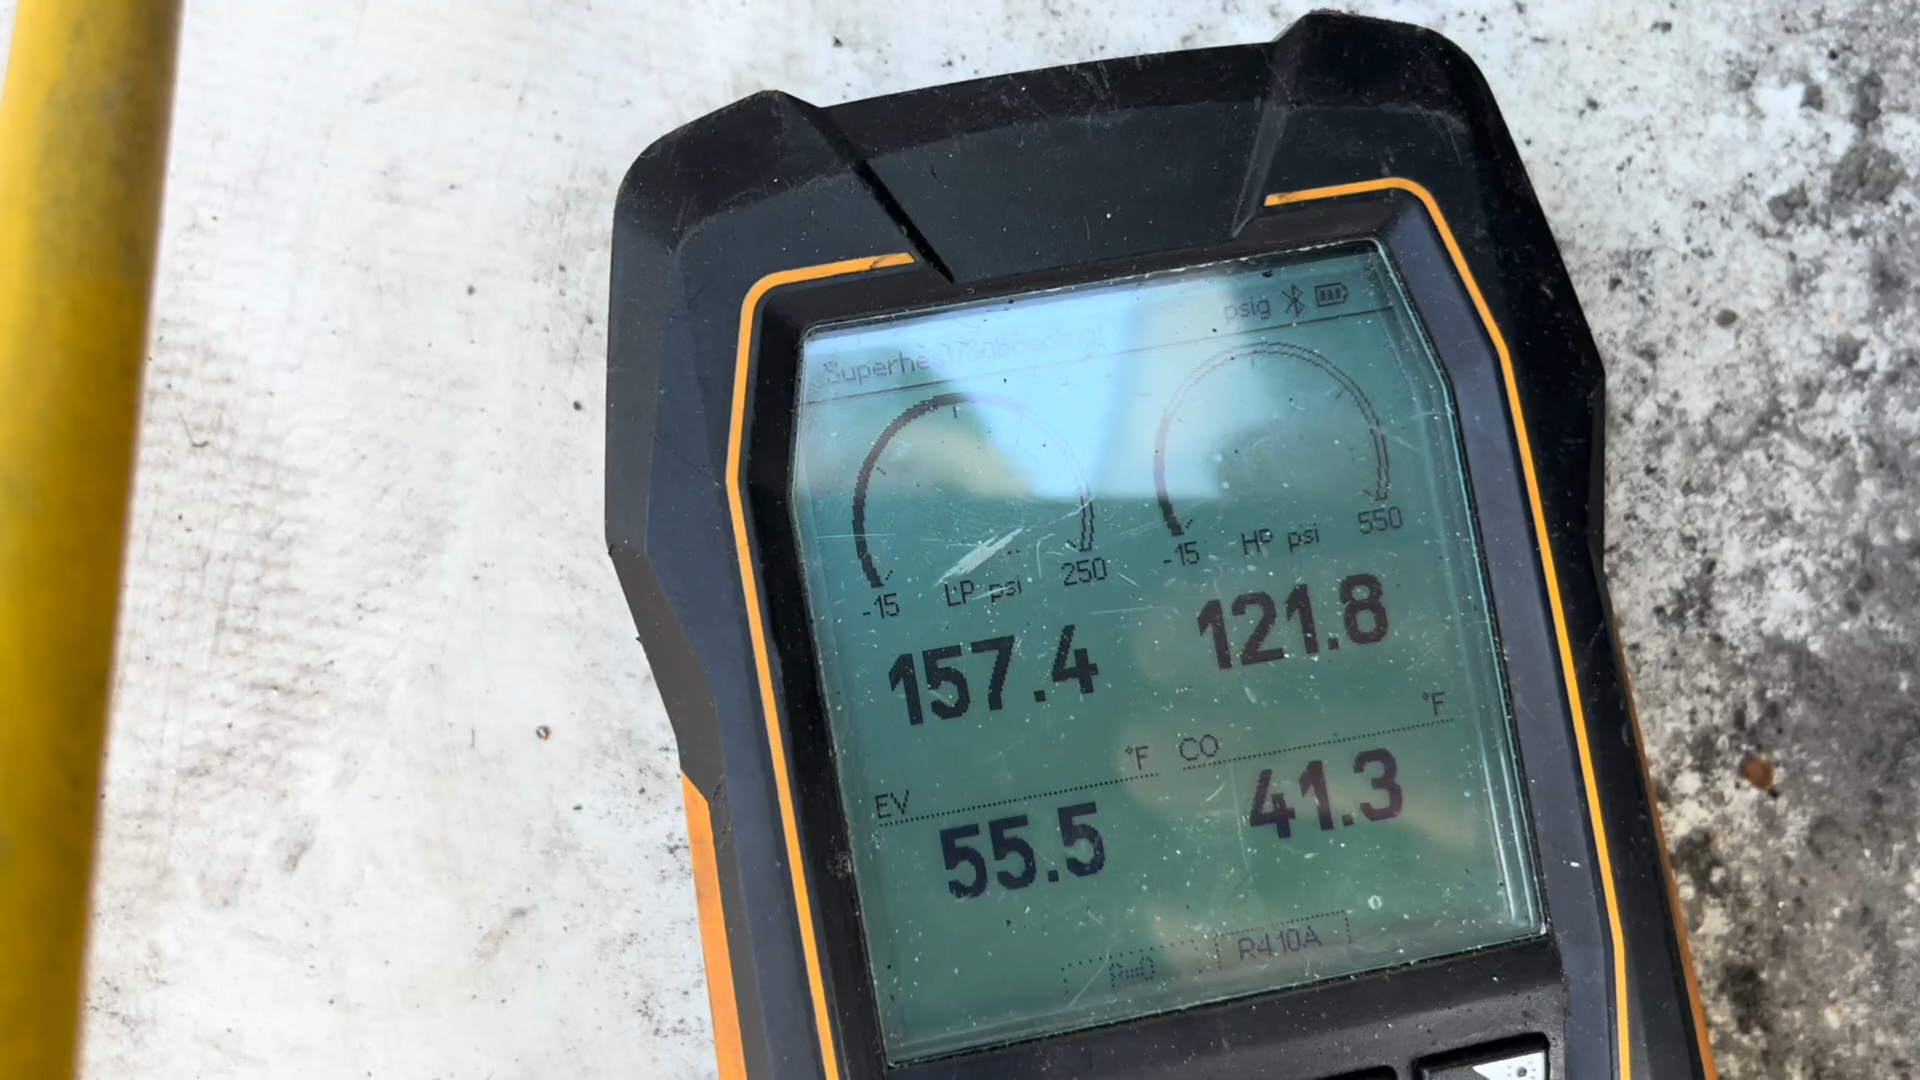 psig
Superheat/Subcooling!
-15 LP psi 250
-15 HP psi 550
157.4
121.8
EV °F
CO °F
55.5
41.3
P=0
R410A